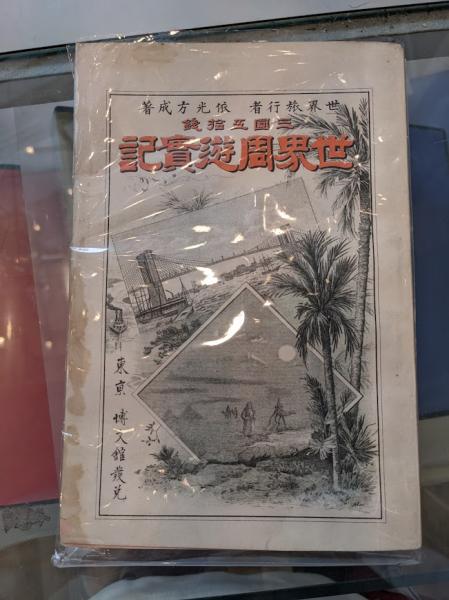 世界旅行者　依光方成著
三圓五拾錢
世界周遊實記
東京　博文館發兌